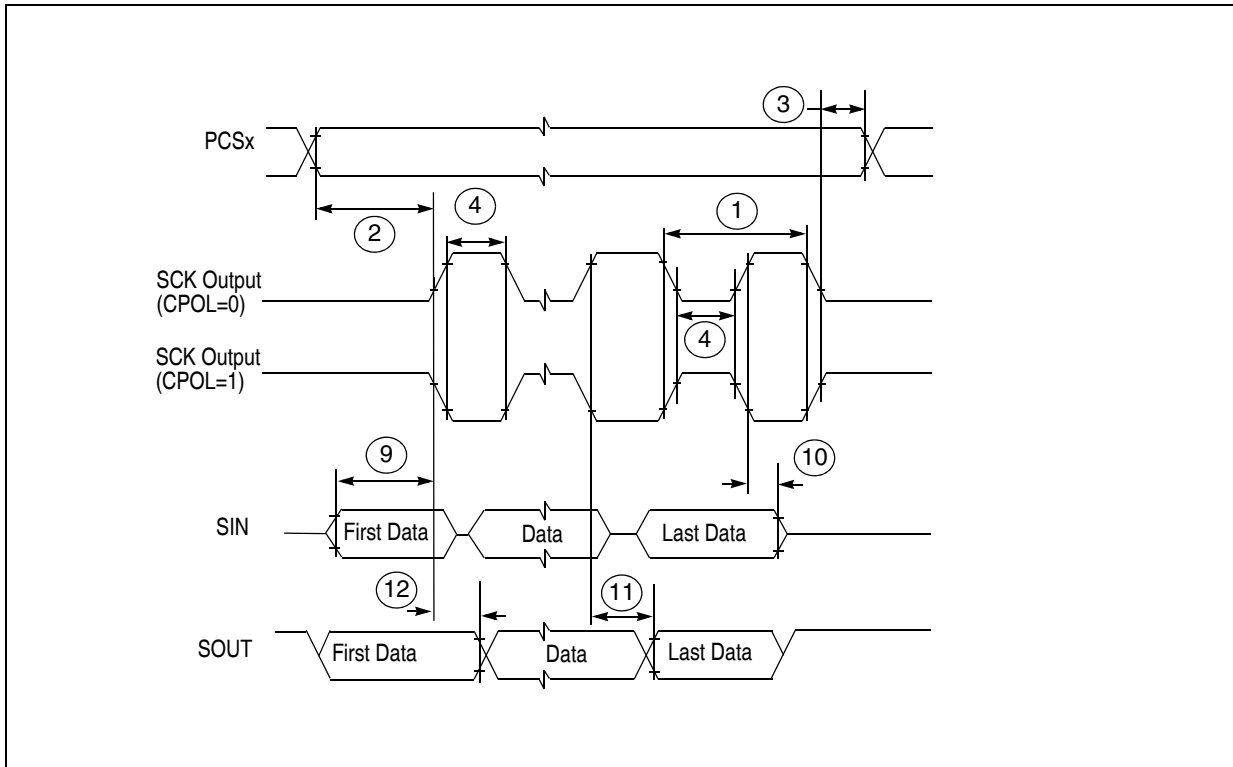 3
PCSx
2
4
1
SCK Output
(CPOL=0)
4
SCK Output
(CPOL=1)
9
10
SIN
First Data
Data
Last Data
12
11
SOUT
First Data
Data
Last Data